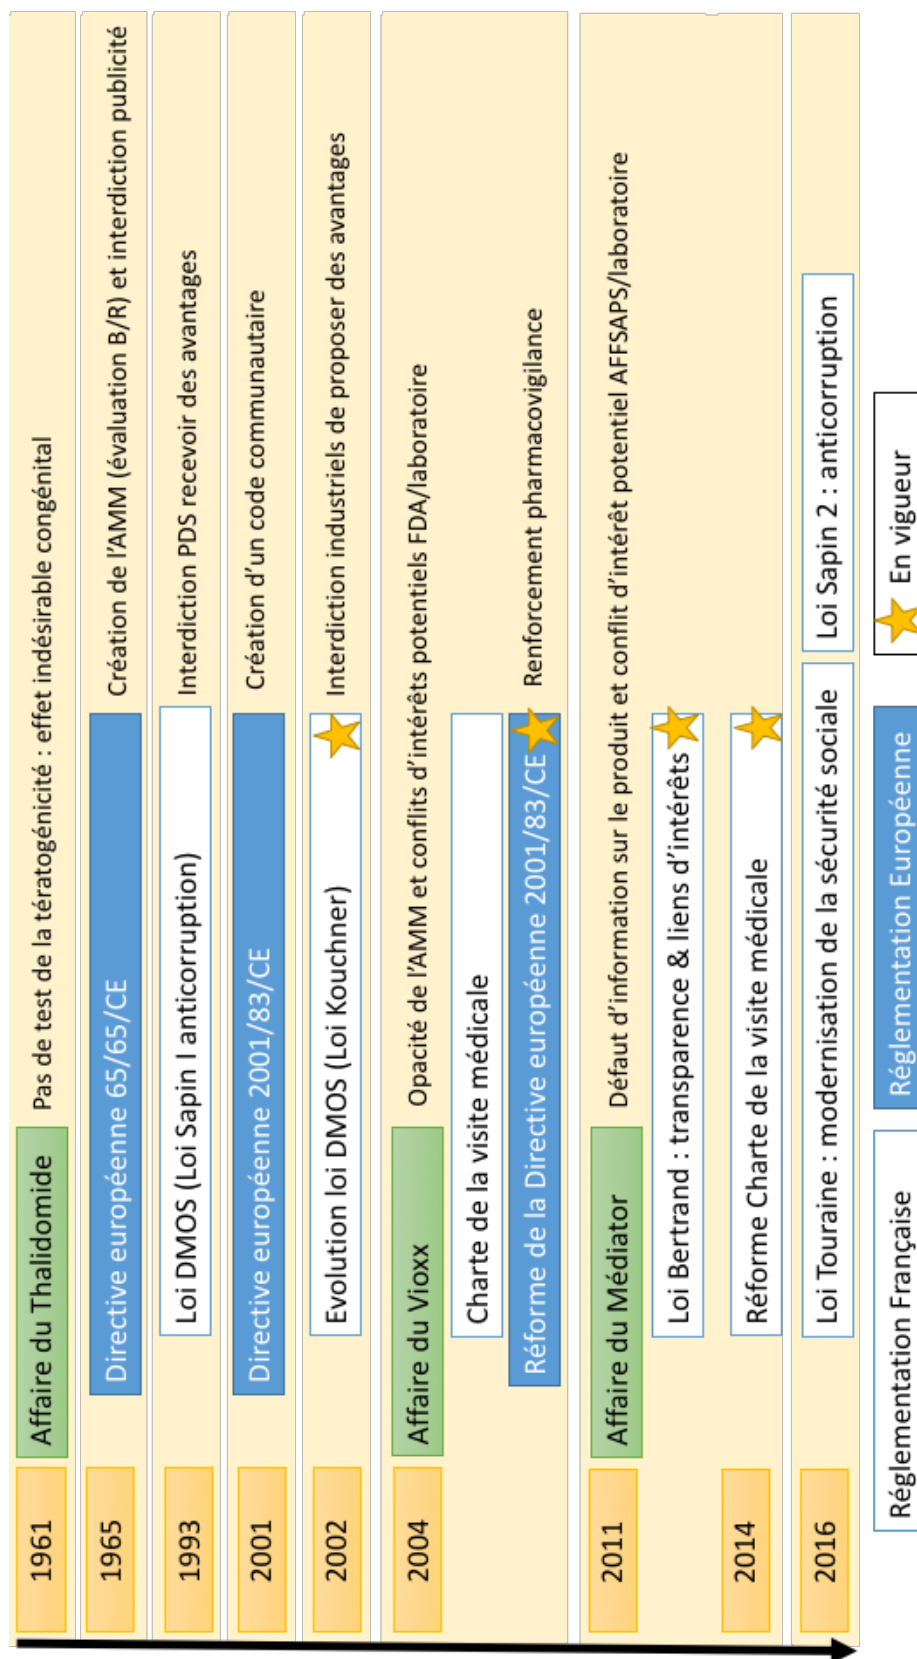 1961 Affaire du Thalidomide Pas de test de la tératogénicité : effet indésirable congénital
1965 Directive européenne 65/65/CE Création de l'AMM (évaluation B/R) et interdiction publicité
1993 Loi DMOS (Loi Sapin I anticorruption) Interdiction PDS recevoir des avantages
2001 Directive européenne 2001/83/CE Création d'un code communautaire
2002 Evolution loi DMOS (Loi Kouchner) Interdiction industriels de proposer des avantages
2004 Affaire du Vioxx Opacité de l'AMM et conflits d'intérêts potentiels FDA/laboratoire
Charte de la visite médicale
Réforme de la Directive européenne 2001/83/CE Renforcement pharmacovigilance
2011 Affaire du Médiator Défaut d'information sur le produit et conflit d'intérêt potentiel AFFSAPS/laboratoire
Loi Bertrand : transparence & liens d'intérêts
2014 Réforme Charte de la visite médicale
2016 Loi Touraine : modernisation de la sécurité sociale Loi Sapin 2 : anticorruption
Réglementation Française Réglementation Européenne En vigueur